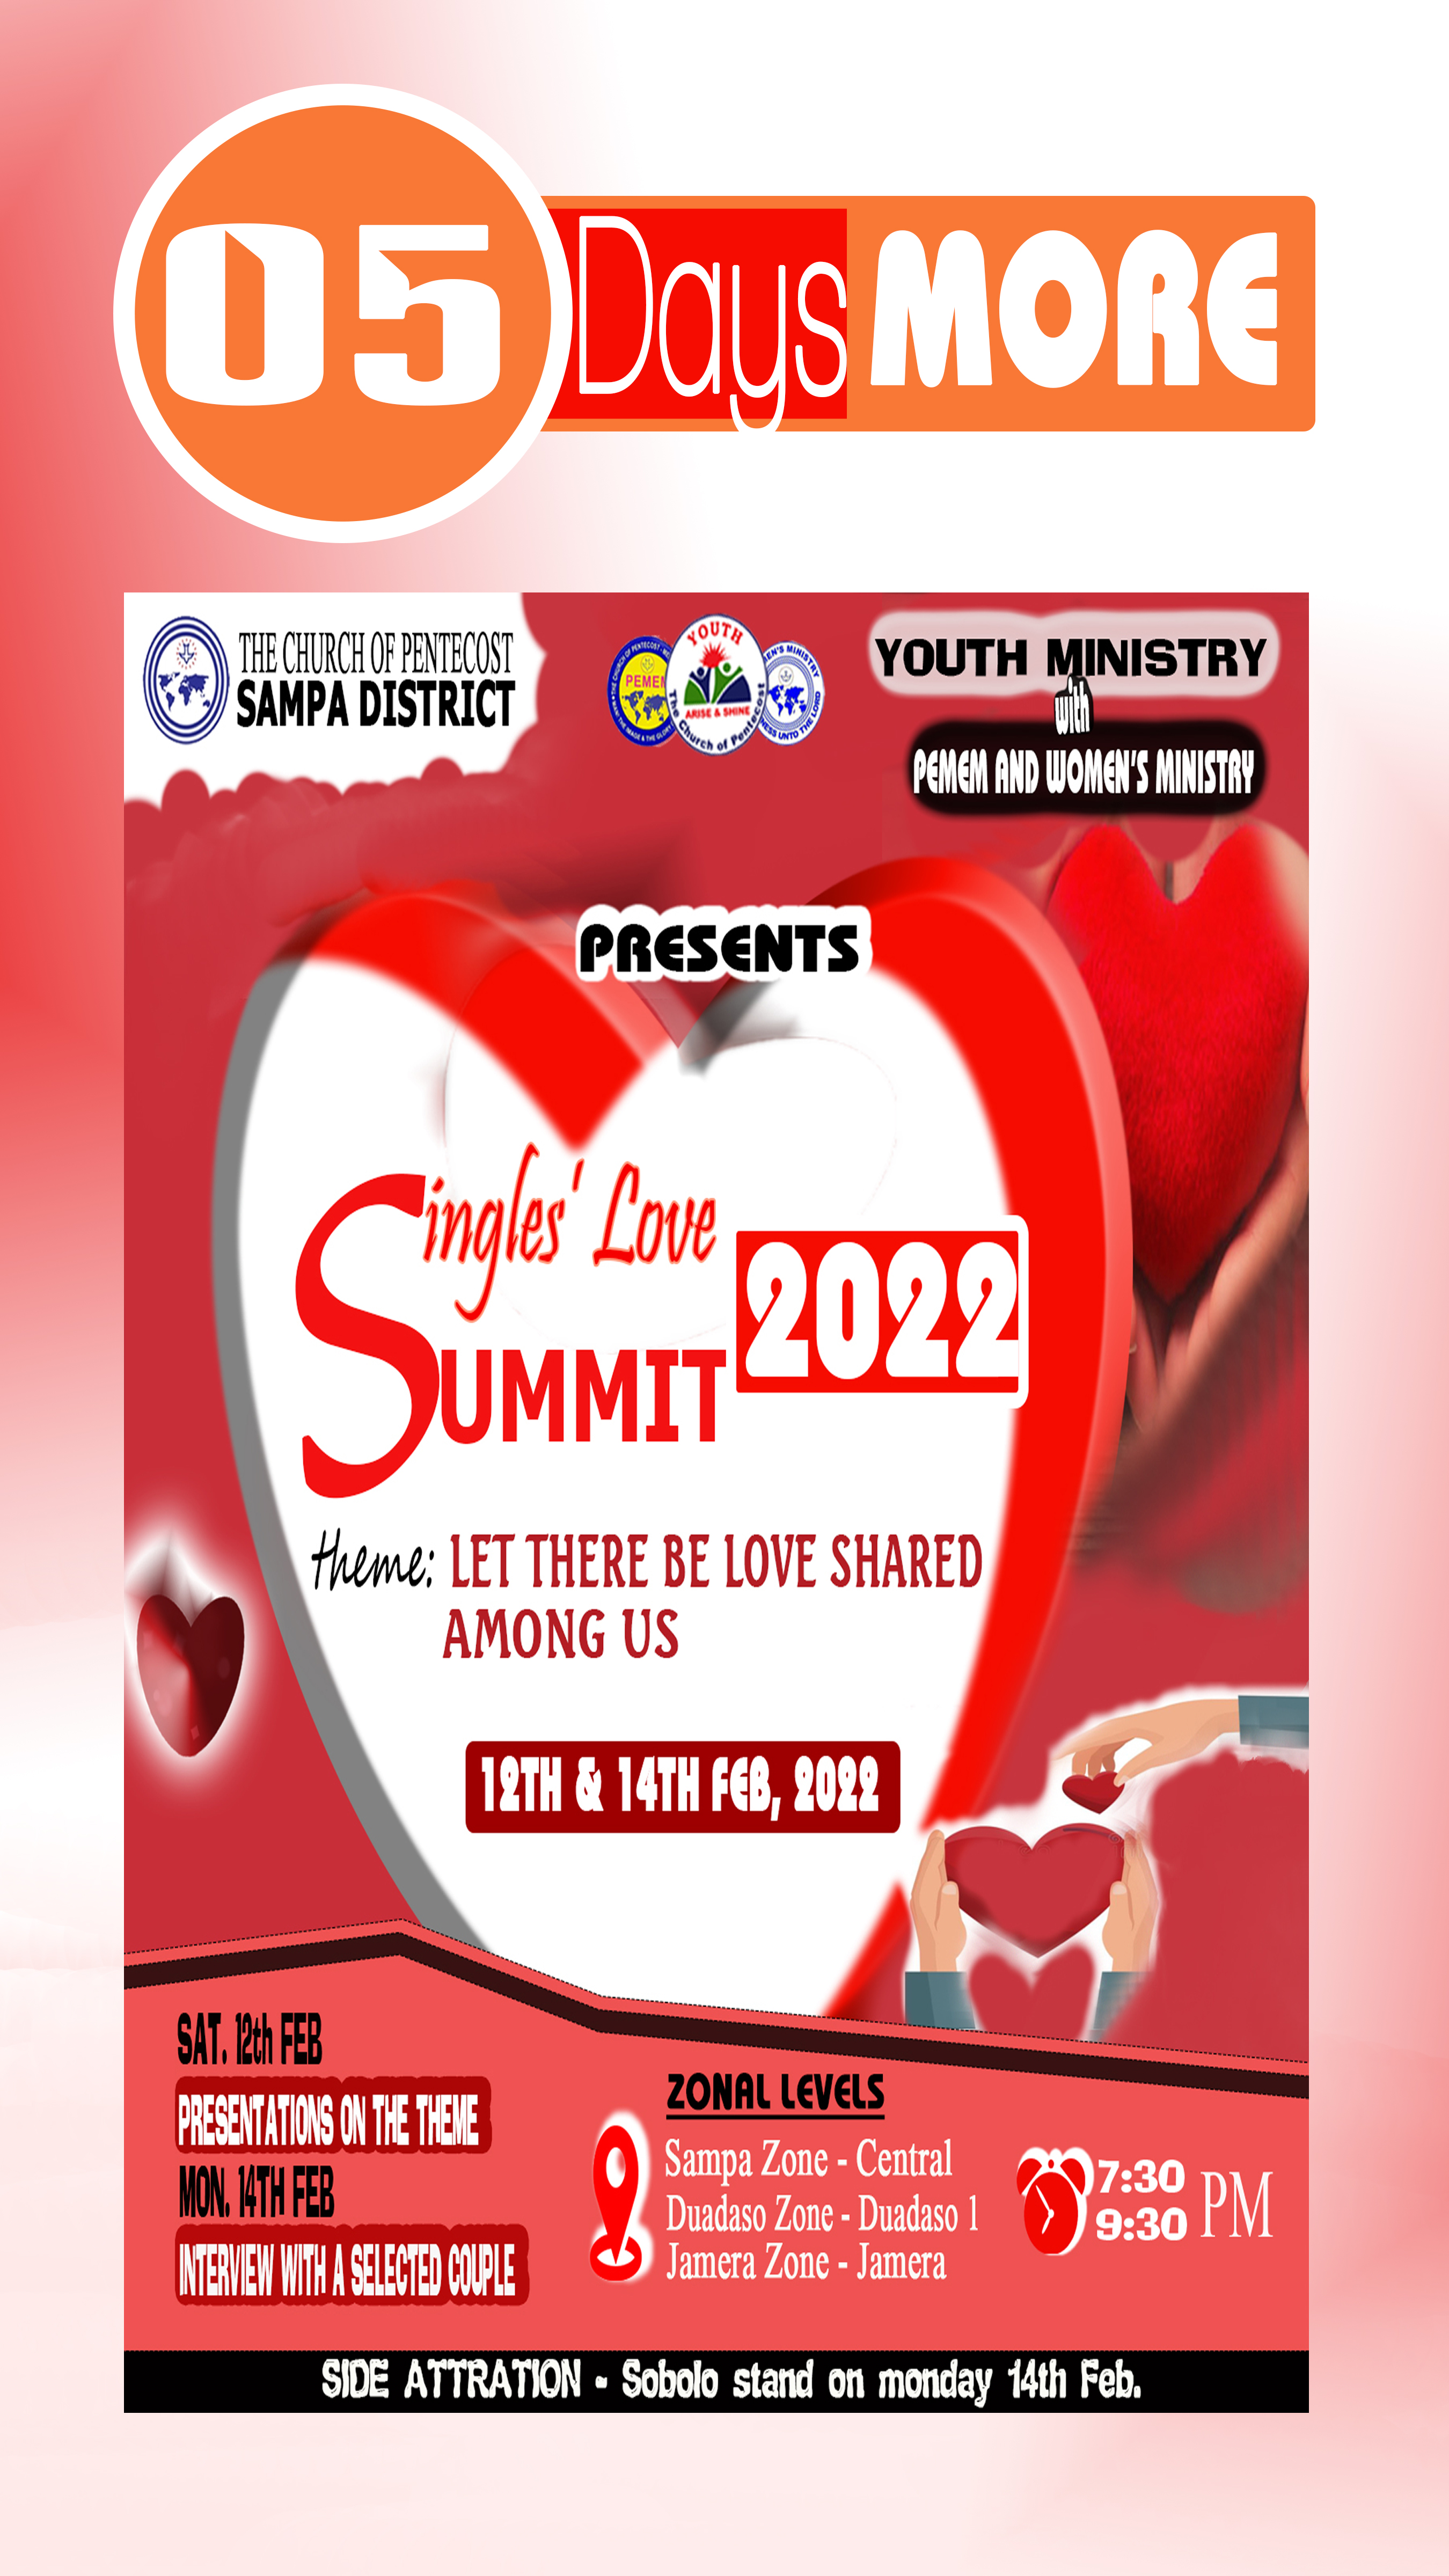 05 Days MORE
THE CHURCH OF PENTECOST
SAMPA DISTRICT
PEMEM
YOUTH
ARISE & SHINE
The Church of Pentecost
YOUTH MINISTRY
with
PEMEM AND WOMEN'S MINISTRY
PRESENTS
Singles' Love
SUMMIT 2022
theme: LET THERE BE LOVE SHARED
AMONG US
12TH & 14TH FEB, 2022
SAT. 12th FEB
PRESENTATIONS ON THE THEME
MON. 14TH FEB
INTERVIEW WITH A SELECTED COUPLE
ZONAL LEVELS
Sampa Zone - Central
Duadaso Zone - Duadaso 1
Jamera Zone - Jamera
7:30
9:30 PM
SIDE ATTRATION - Sobolo stand on monday 14th Feb.